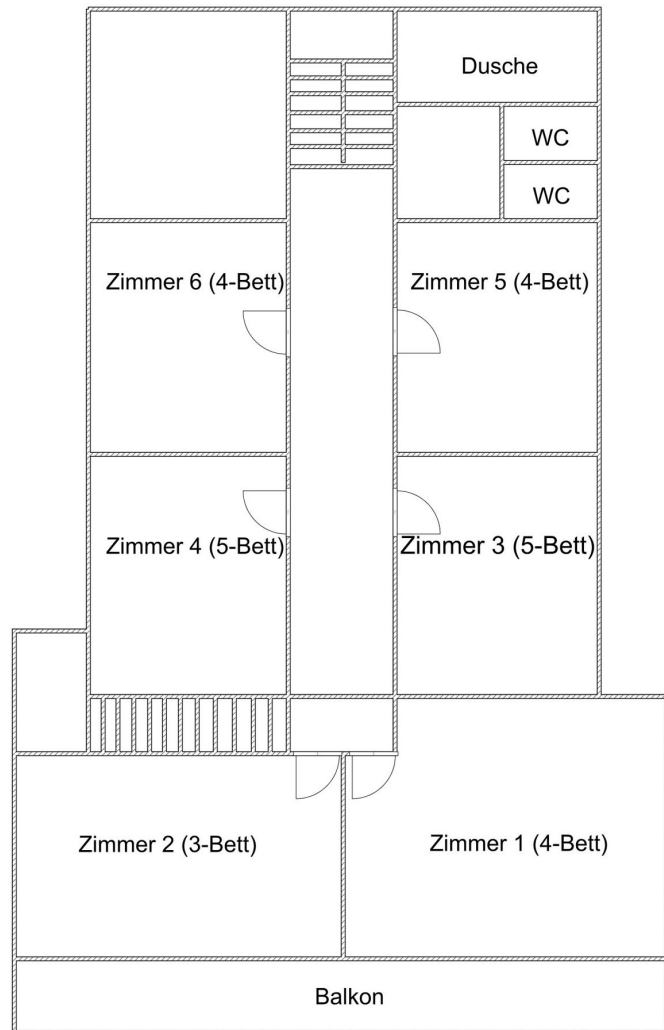 Dusche
WC
WC
Zimmer 6 (4-Bett)
Zimmer 5 (4-Bett)
Zimmer 4 (5-Bett)
Zimmer 3 (5-Bett)
Zimmer 2 (3-Bett)
Zimmer 1 (4-Bett)
Balkon